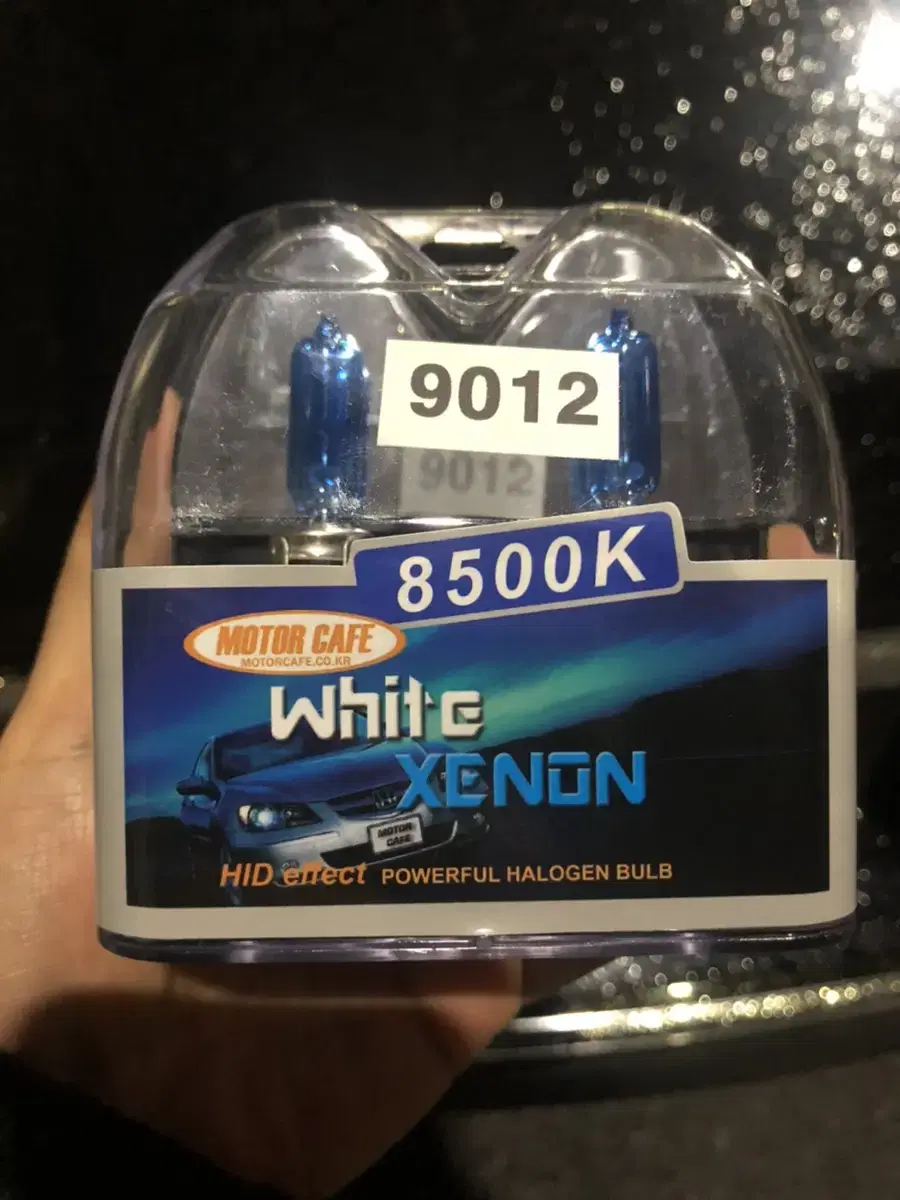 9012
9012
8500K
MOTOR CAFE
MOTORCAFE.CO.KR
White
XENON
MOTOR
CAFE
HID effect POWERFUL HALOGEN BULB